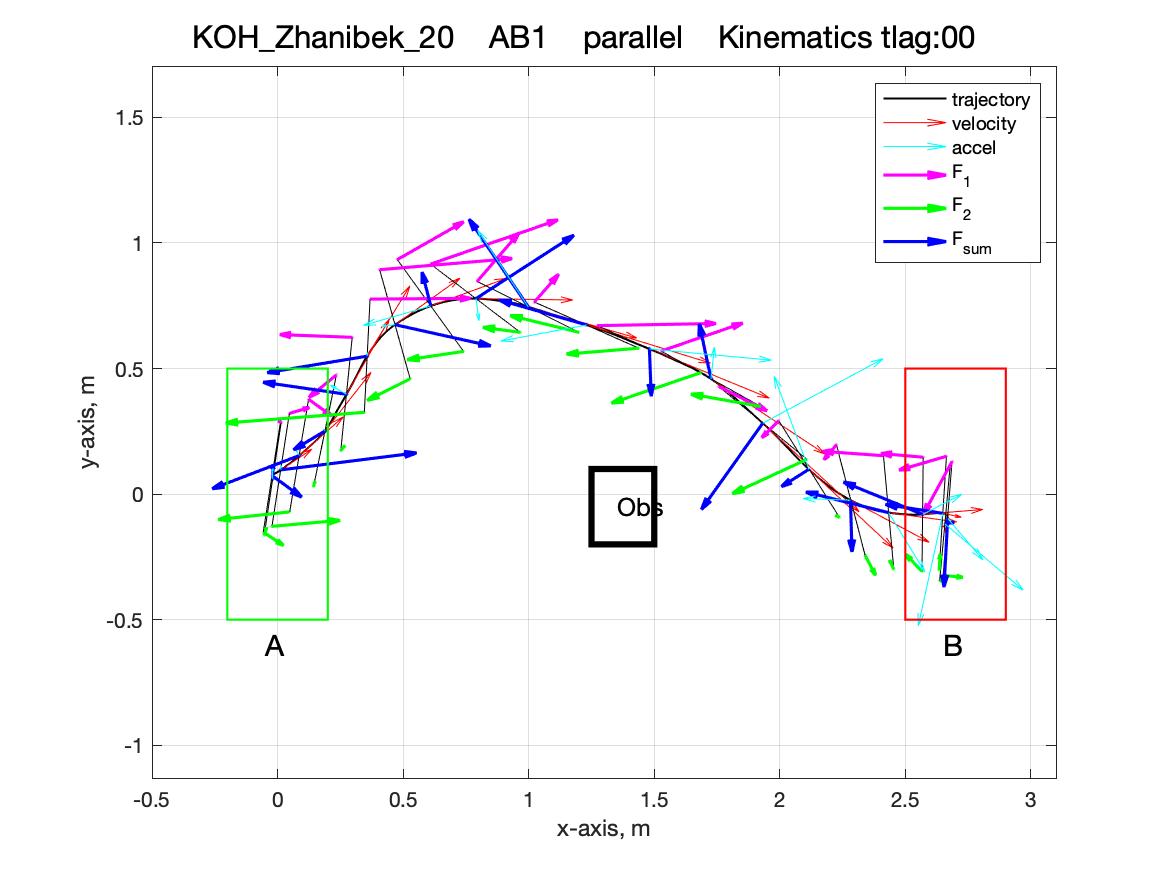 KOH_Zhanibek_20 AB1 parallel Kinematics tlag:00
trajectory
velocity
accel
F1
F2
Fsum
1.5
1
0.5
0
-0.5
-1
y-axis, m
Obs
A
B
-0.5 0 0.5 1 1.5 2 2.5 3
x-axis, m